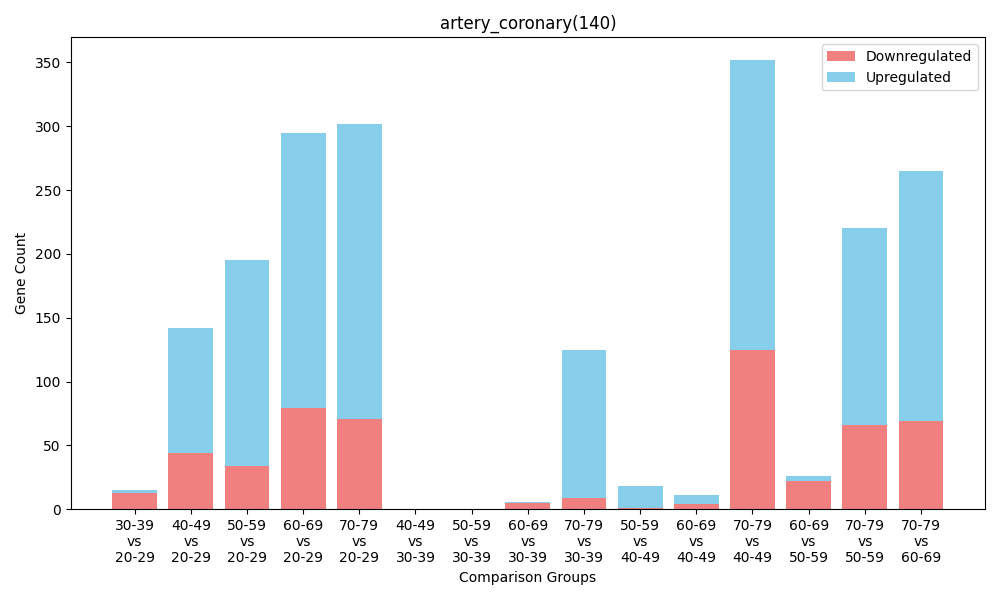 artery_coronary(140)
Downregulated
Upregulated
Gene Count
350
300
250
200
150
100
50
0
30-39 40-49 50-59 60-69 70-79 40-49 50-59 60-69 70-79 50-59 60-69 70-79 60-69 70-79 70-79
vs vs vs vs vs vs vs vs vs vs vs vs vs vs vs
20-29 20-29 20-29 20-29 20-29 30-39 30-39 30-39 30-39 40-49 40-49 40-49 50-59 50-59 60-69
Comparison Groups